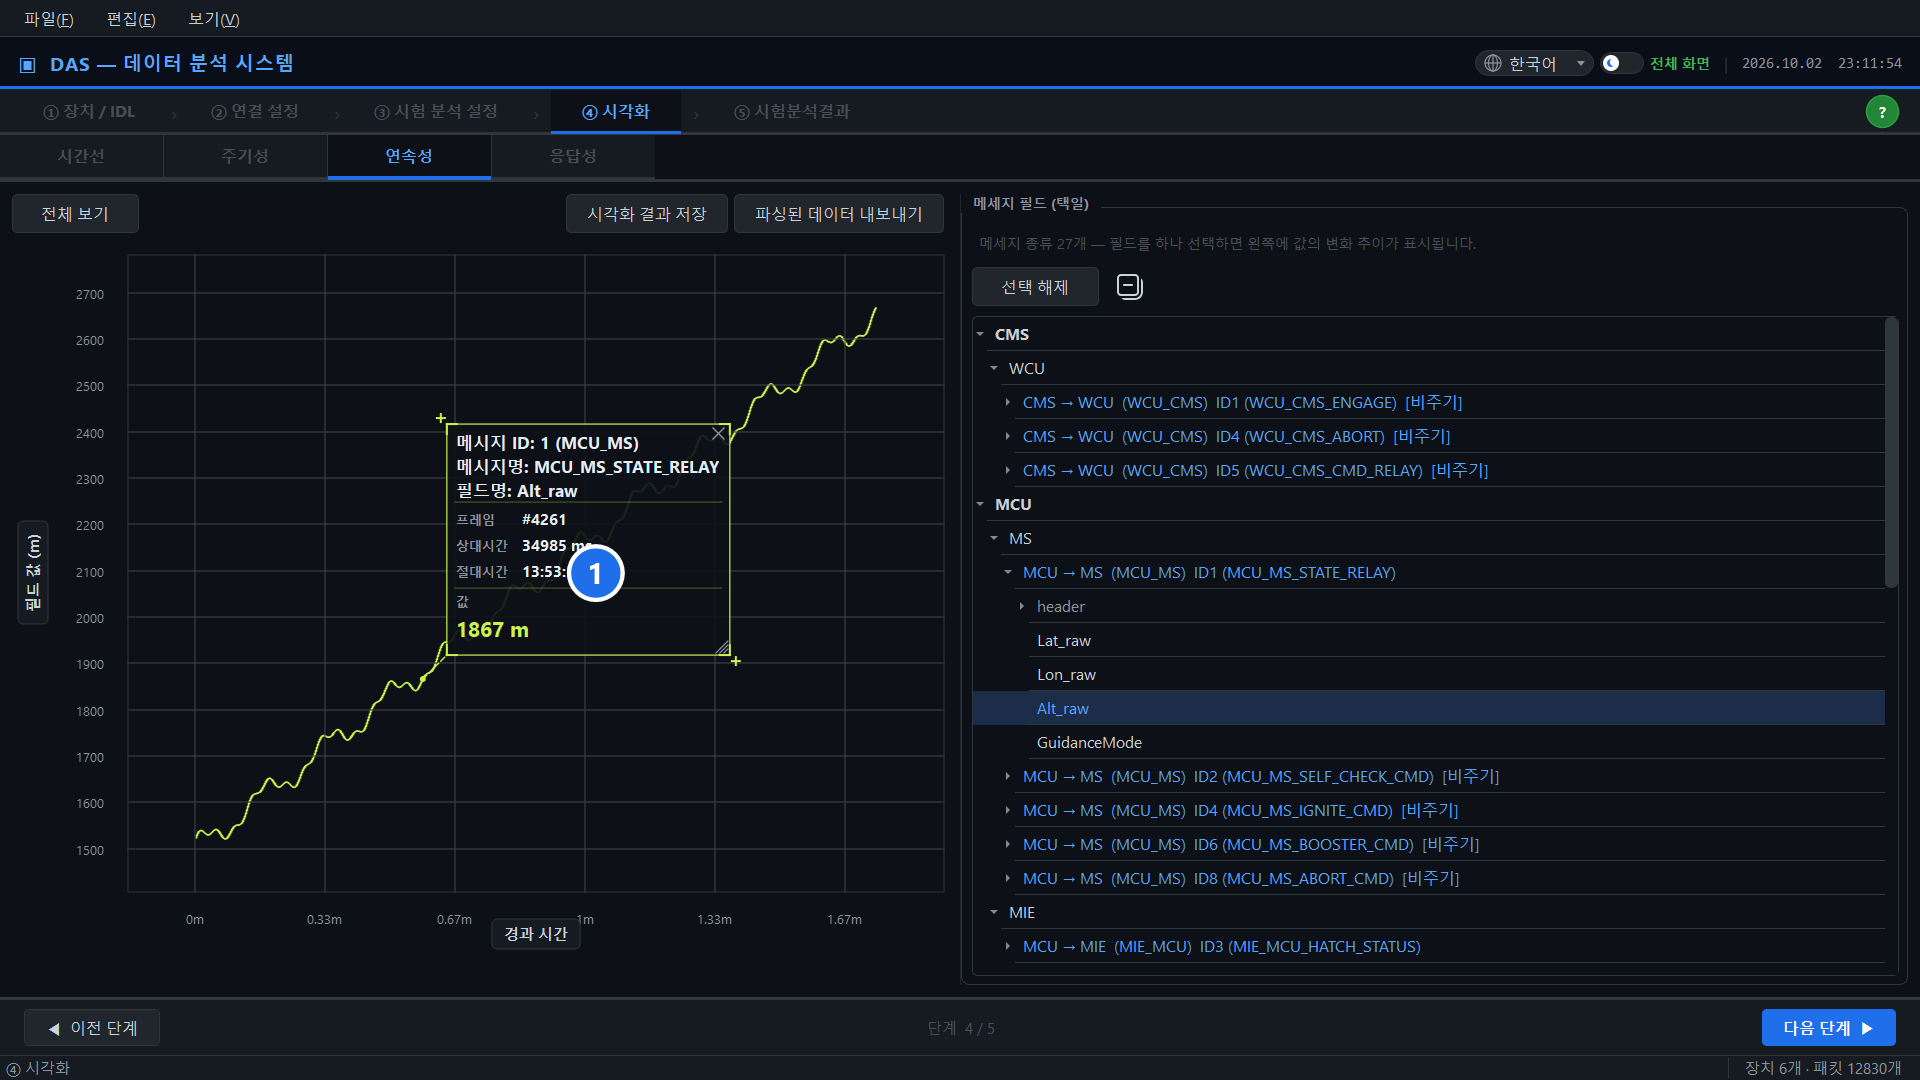 파일(F) 편집(E) 보기(V)
DAS — 데이터 분석 시스템
한국어
전체 화면
2026.10.02 23:11:54
① 장치 / IDL › ② 연결 설정 › ③ 시험 분석 설정 › ④ 시각화 › ⑤ 시험분석결과
?
시간선 주기성 연속성 응답성
전체 보기
시각화 결과 저장
파싱된 데이터 내보내기
2700
2600
2500
2400
2300
2200
2100
2000
1900
1800
1700
1600
1500
필드 값 (m)
메시지 ID: 1 (MCU_MS)
메시지명: MCU_MS_STATE_RELAY
필드명: Alt_raw
프레임 #4261
상대시간 34985
절대시간 13:53:
1
값
1867 m
0m 0.33m 0.67m 1m 1.33m 1.67m
경과 시간
메세지 필드 (택일)
메세지 종류 27개 — 필드를 하나 선택하면 왼쪽에 값의 변화 추이가 표시됩니다.
선택 해제
CMS
WCU
CMS → WCU (WCU_CMS) ID1 (WCU_CMS_ENGAGE) [비주기]
CMS → WCU (WCU_CMS) ID4 (WCU_CMS_ABORT) [비주기]
CMS → WCU (WCU_CMS) ID5 (WCU_CMS_CMD_RELAY) [비주기]
MCU
MS
MCU → MS (MCU_MS) ID1 (MCU_MS_STATE_RELAY)
header
Lat_raw
Lon_raw
Alt_raw
GuidanceMode
MCU → MS (MCU_MS) ID2 (MCU_MS_SELF_CHECK_CMD) [비주기]
MCU → MS (MCU_MS) ID4 (MCU_MS_IGNITE_CMD) [비주기]
MCU → MS (MCU_MS) ID6 (MCU_MS_BOOSTER_CMD) [비주기]
MCU → MS (MCU_MS) ID8 (MCU_MS_ABORT_CMD) [비주기]
MIE
MCU → MIE (MIE_MCU) ID3 (MIE_MCU_HATCH_STATUS)
◀ 이전 단계
단계 4 / 5
다음 단계 ▶
④ 시각화
장치 6개 · 패킷 12830개